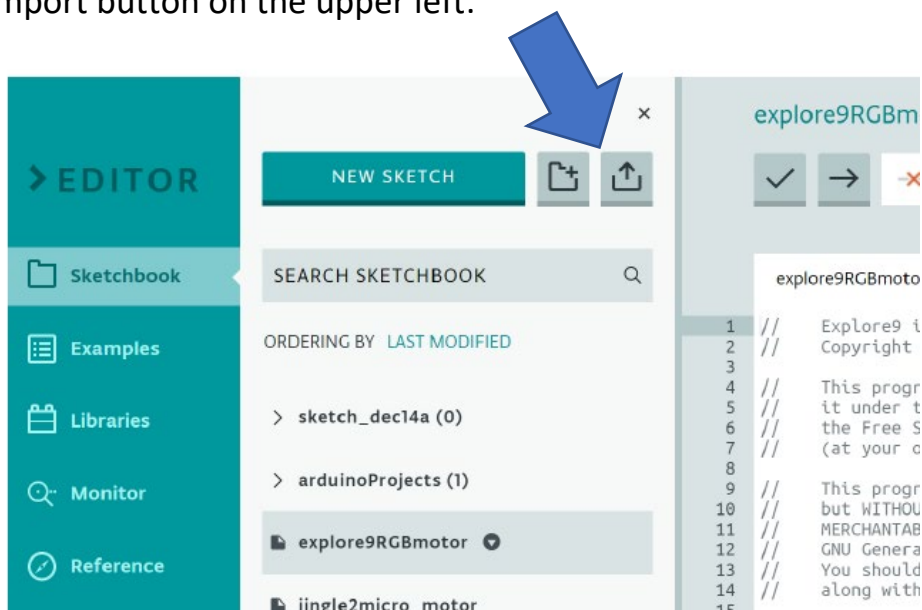 mport button on the upper left.
EDITOR
Sketchbook
Examples
Libraries
Monitor
Reference
NEW SKETCH
SEARCH SKETCHBOOK
ORDERING BY LAST MODIFIED
sketch_dec14a (0)
arduinoProjects (1)
explore9RGBmotor
jingle2micro_motor
explore9RGBm
explore9RGBmoto
1 // Explore9 i
2 // Copyright
3
4 // This progr
5 // it under t
6 // the Free S
7 // (at your o
8
9 // This progr
10 // but WITHOU
11 // MERCHANTAB
12 // GNU Genera
13 // You should
14 // along with
15